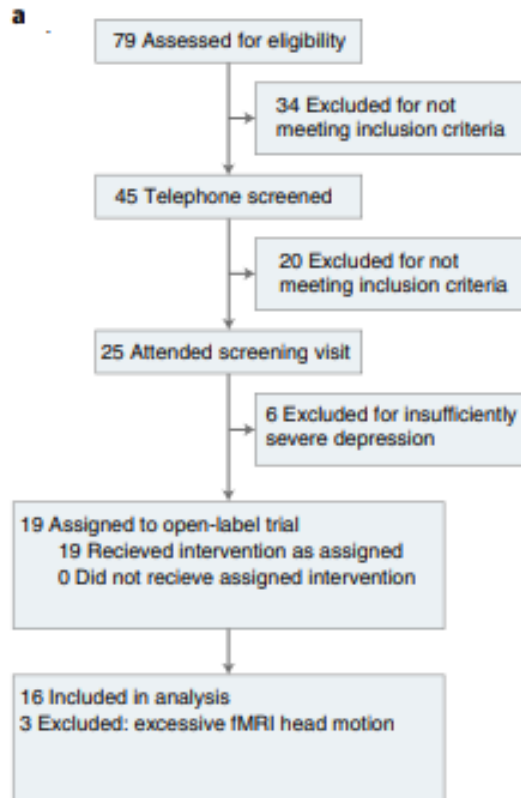 a
79 Assessed for eligibility
34 Excluded for not
meeting inclusion criteria
45 Telephone screened
20 Excluded for not
meeting inclusion criteria
25 Attended screening visit
6 Excluded for insufficiently
severe depression
19 Assigned to open-label trial
19 Recieved intervention as assigned
0 Did not recieve assigned intervention
16 Included in analysis
3 Excluded: excessive fMRI head motion